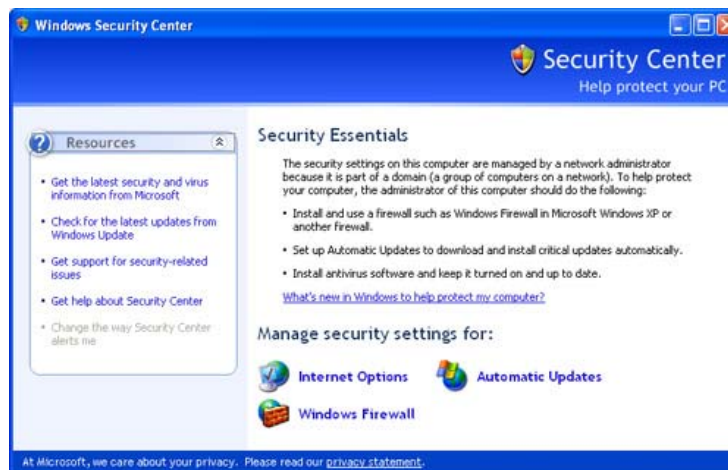 Windows Security Center
Security Center
Help protect your PC
Resources
Get the latest security and virus
information from Microsoft
Check for the latest updates from
Windows Update
Get support for security-related
issues
Get help about Security Center
Change the way Security Center
alerts me
Security Essentials
The security settings on this computer are managed by a network administrator
because it is part of a domain (a group of computers on a network). To help protect
your computer, the administrator of this computer should do the following:
• Install and use a firewall such as Windows Firewall in Microsoft Windows XP or
another firewall.
• Set up Automatic Updates to download and install critical updates automatically.
• Install antivirus software and keep it turned on and up to date.
What's new in Windows to help protect my computer?
Manage security settings for:
Internet Options
Automatic Updates
Windows Firewall
At Microsoft, we care about your privacy. Please read our privacy statement.